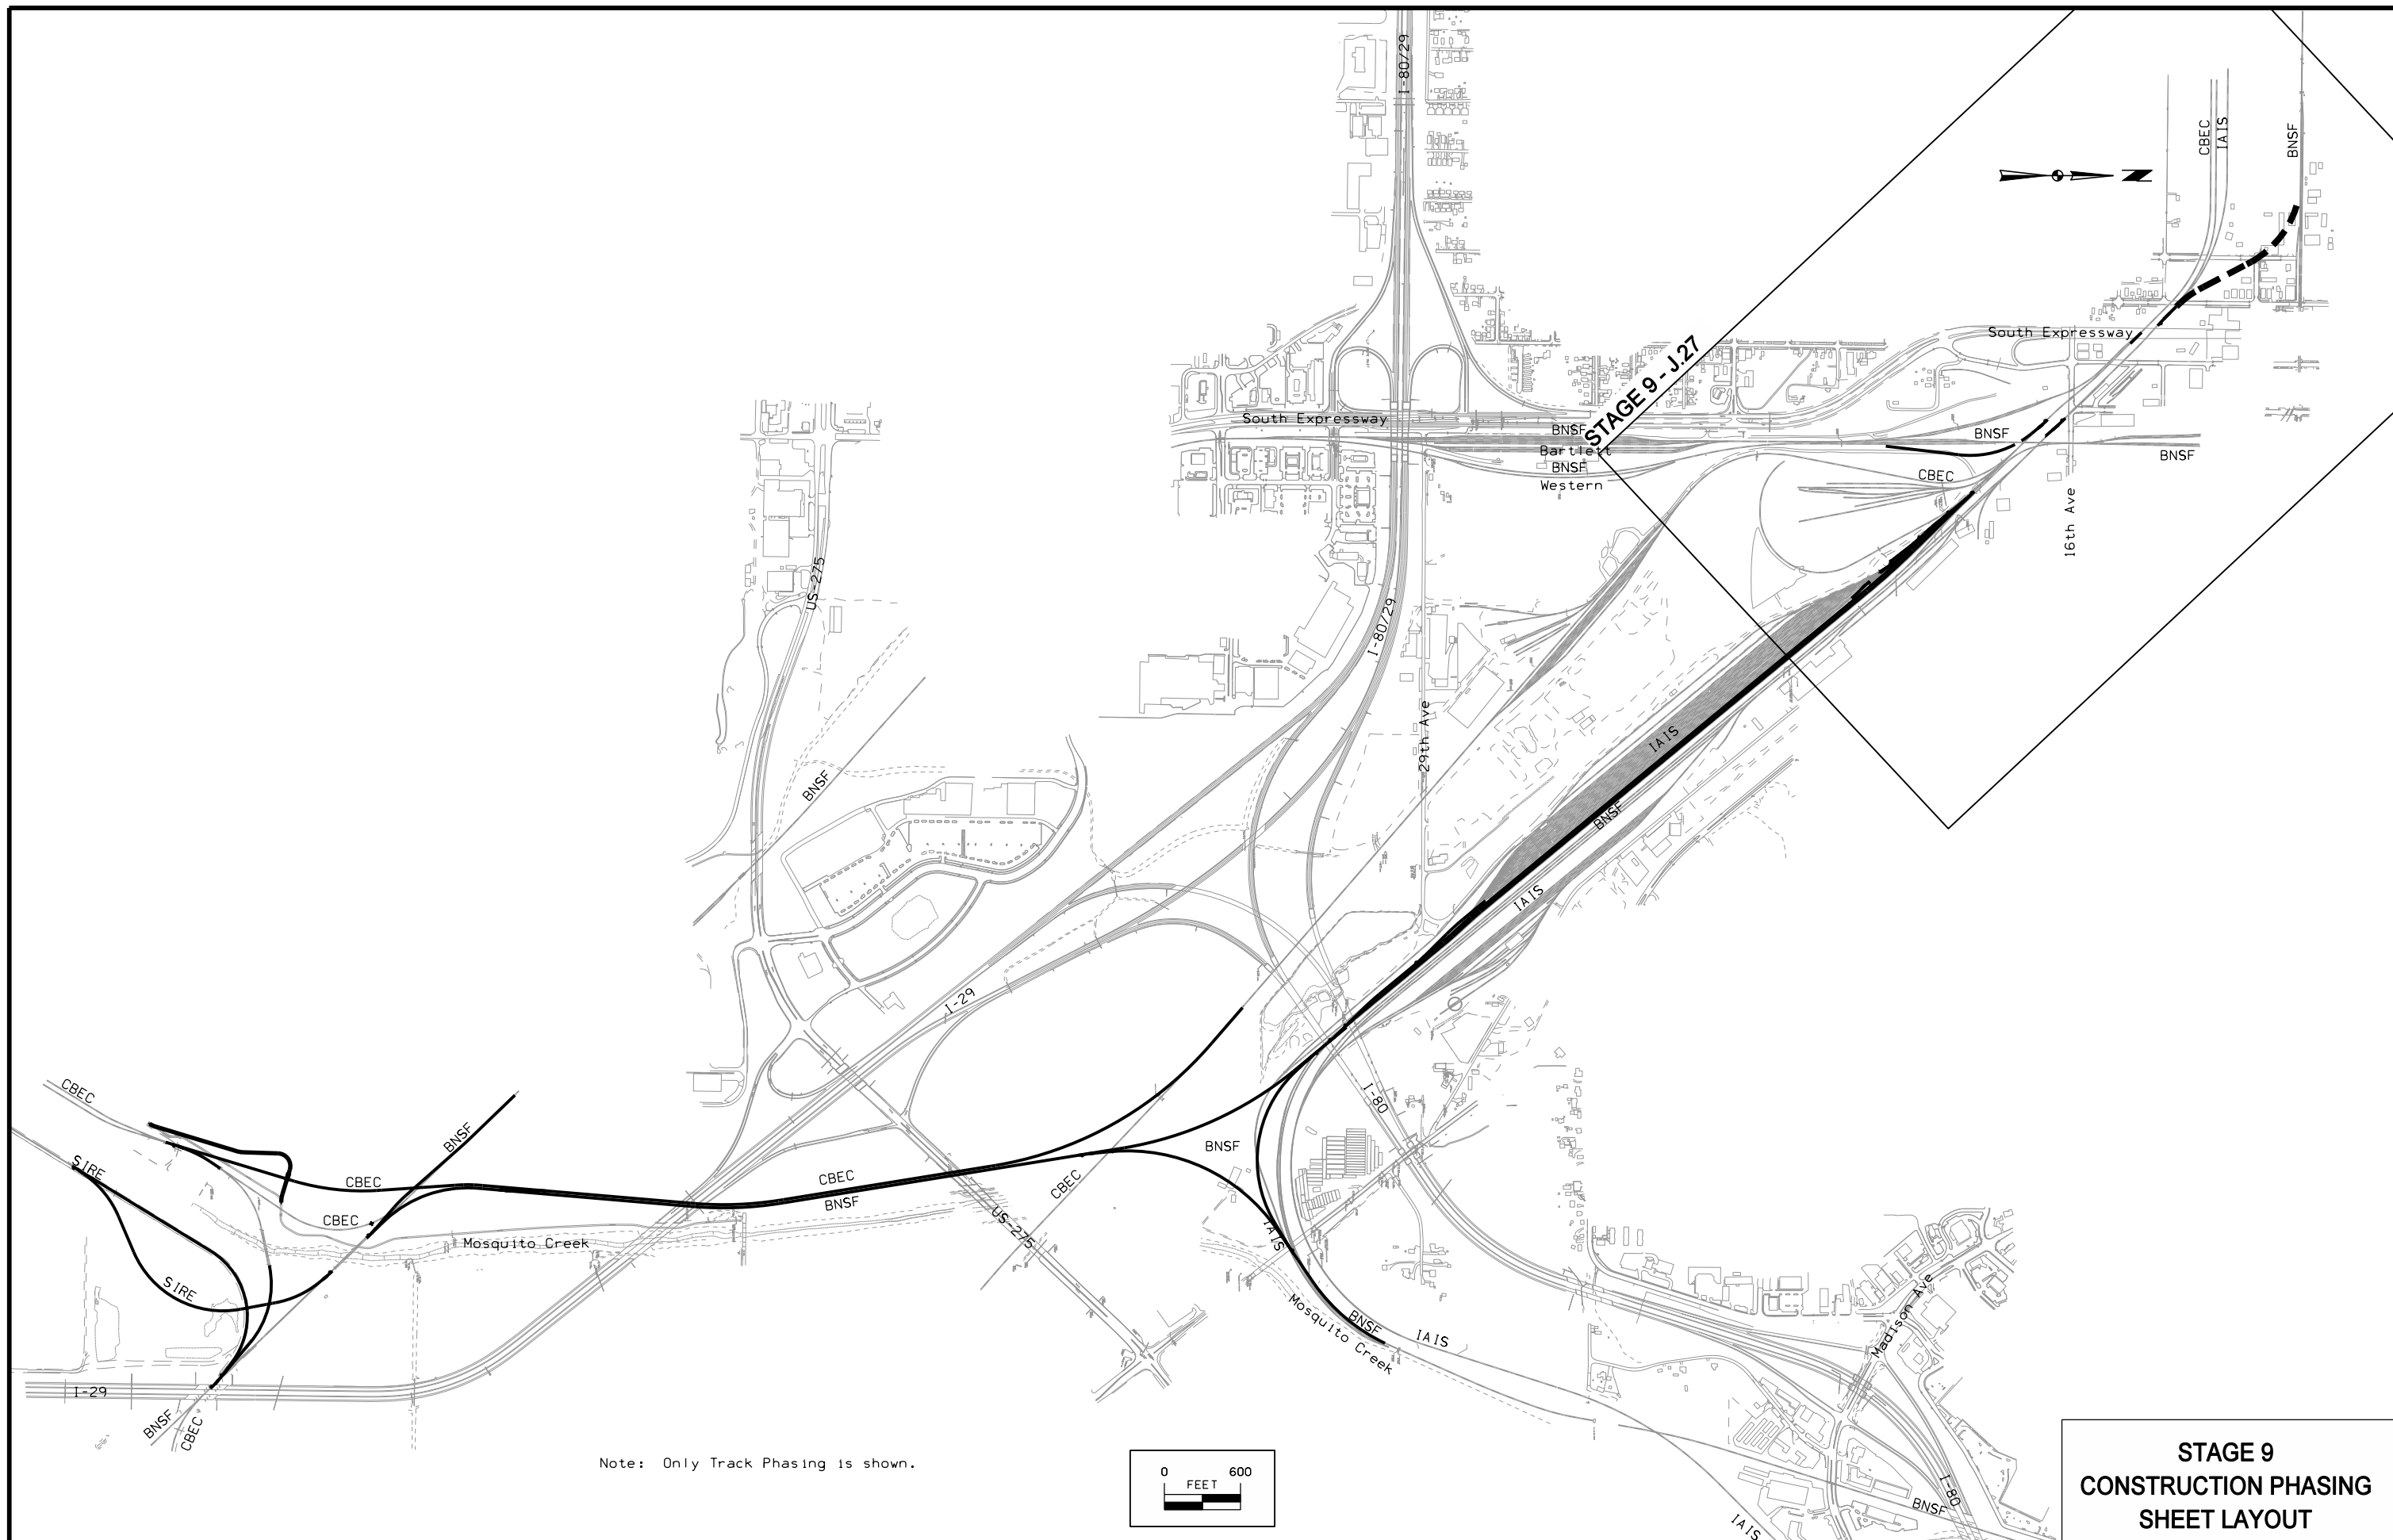 I-80/29
CBEC
IAIS
BNSF
N
South Expressway
STAGE 9 - J.27
South Expressway
BNSF
Bartlett
BNSF
Western
BNSF
BNSF
CBEC
16th Ave
US-275
I-80/29
29th Ave
IAIS
BNSF
BNSF
IAIS
I-29
I-80
CBEC
BNSF
SIRE
CBEC
CBEC
BNSF
CBEC
BNSF
CBEC
US-275
IAIS
Mosquito Creek
SIRE
Mosquito Creek
BNSF
IAIS
Madison Ave
I-29
BNSF
CBEC
Note: Only Track Phasing is shown.
0 600
FEET
I-80
BNSF
IAIS
STAGE 9
CONSTRUCTION PHASING
SHEET LAYOUT